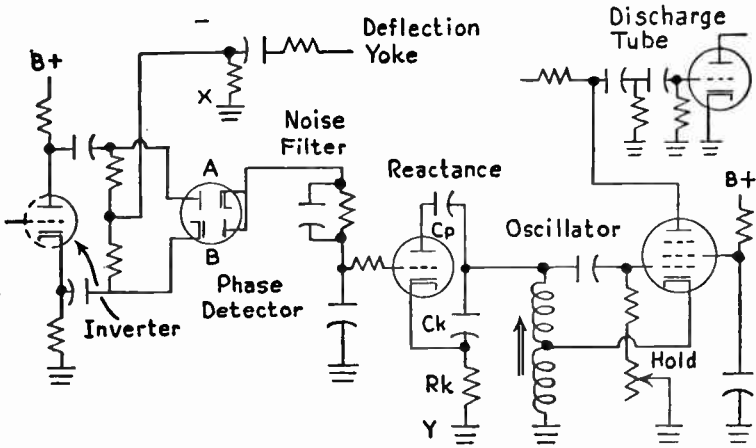 Deflection
Yoke
Discharge
Tube
B+
X
Noise
Filter
A
Reactance
B+
Cp
Oscillator
B
Phase
Detector
Inverter
Ck
Hold
Rk
Y